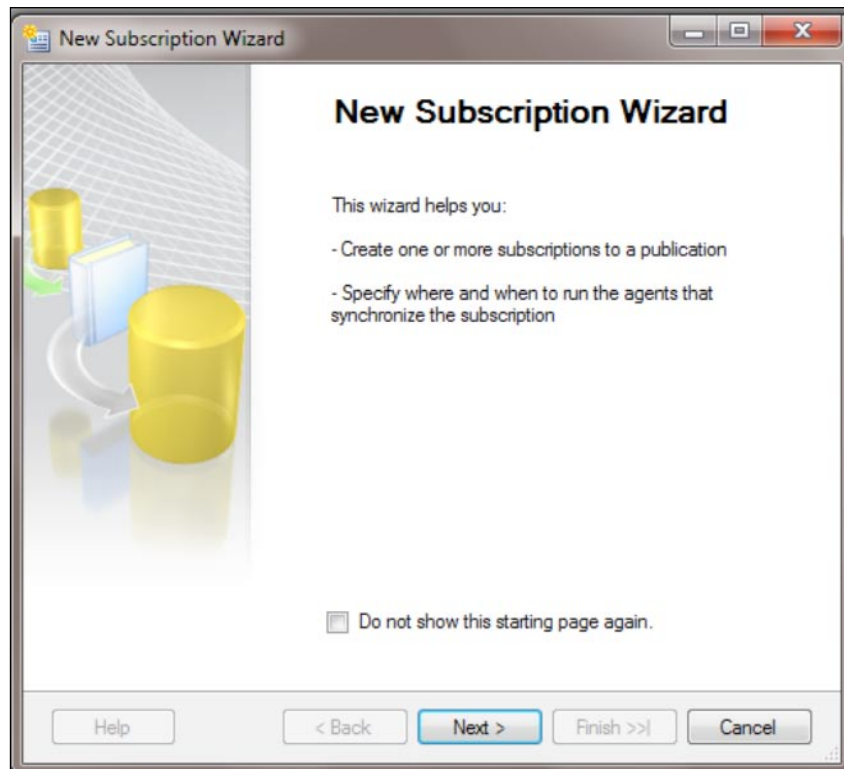 New Subscription Wizard
New Subscription Wizard
This wizard helps you:
- Create one or more subscriptions to a publication
- Specify where and when to run the agents that
synchronize the subscription
Do not show this starting page again.
Help
< Back
Next >
Finish >>|
Cancel